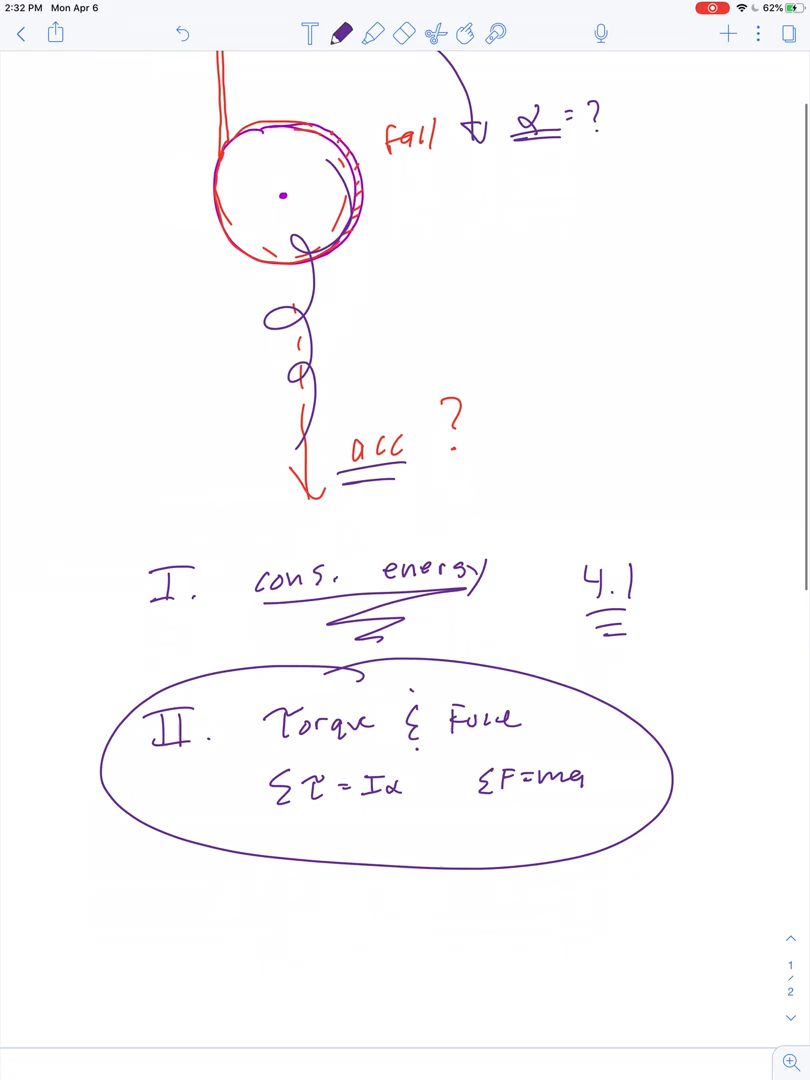 2:32 PM Mon Apr 6
62%
T
fall
α = ?
acc ?
I. cons. energy 4.1
II. Torque & Force
Στ = Iα ΣF = ma
1
/
2